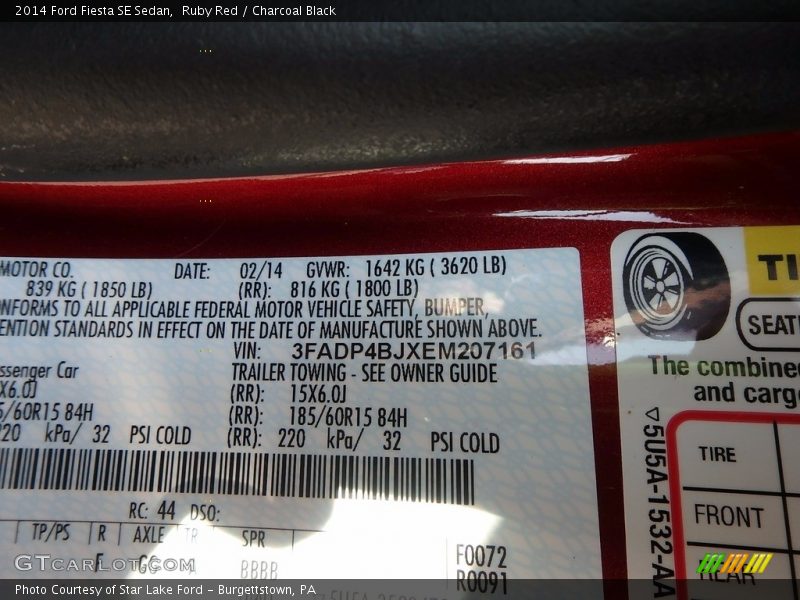 2014 Ford Fiesta SE Sedan, Ruby Red / Charcoal Black
MOTOR CO. DATE: 02/14 GVWR: 1642 KG ( 3620 LB)
839 KG ( 1850 LB) (RR): 816 KG ( 1800 LB)
ONFORMS TO ALL APPLICABLE FEDERAL MOTOR VEHICLE SAFETY, BUMPER,
ENTION STANDARDS IN EFFECT ON THE DATE OF MANUFACTURE SHOWN ABOVE.
VIN: 3FADP4BJXEM207161
ssenger Car TRAILER TOWING - SEE OWNER GUIDE
X6.0J (RR): 15X6.0J
5/60R15 84H (RR): 185/60R15 84H
220 kPa/ 32 PSI COLD (RR): 220 kPa/ 32 PSI COLD
RC: 44 DSO:
TP/PS R AXLE TR SPR
GG BBBB F0072
R0091
TI
SEATI
The combine
and carg
▽5U5A-1532-AA
TIRE
FRONT
REAR
GTCARLOT.COM
Photo Courtesy of Star Lake Ford - Burgettstown, PA